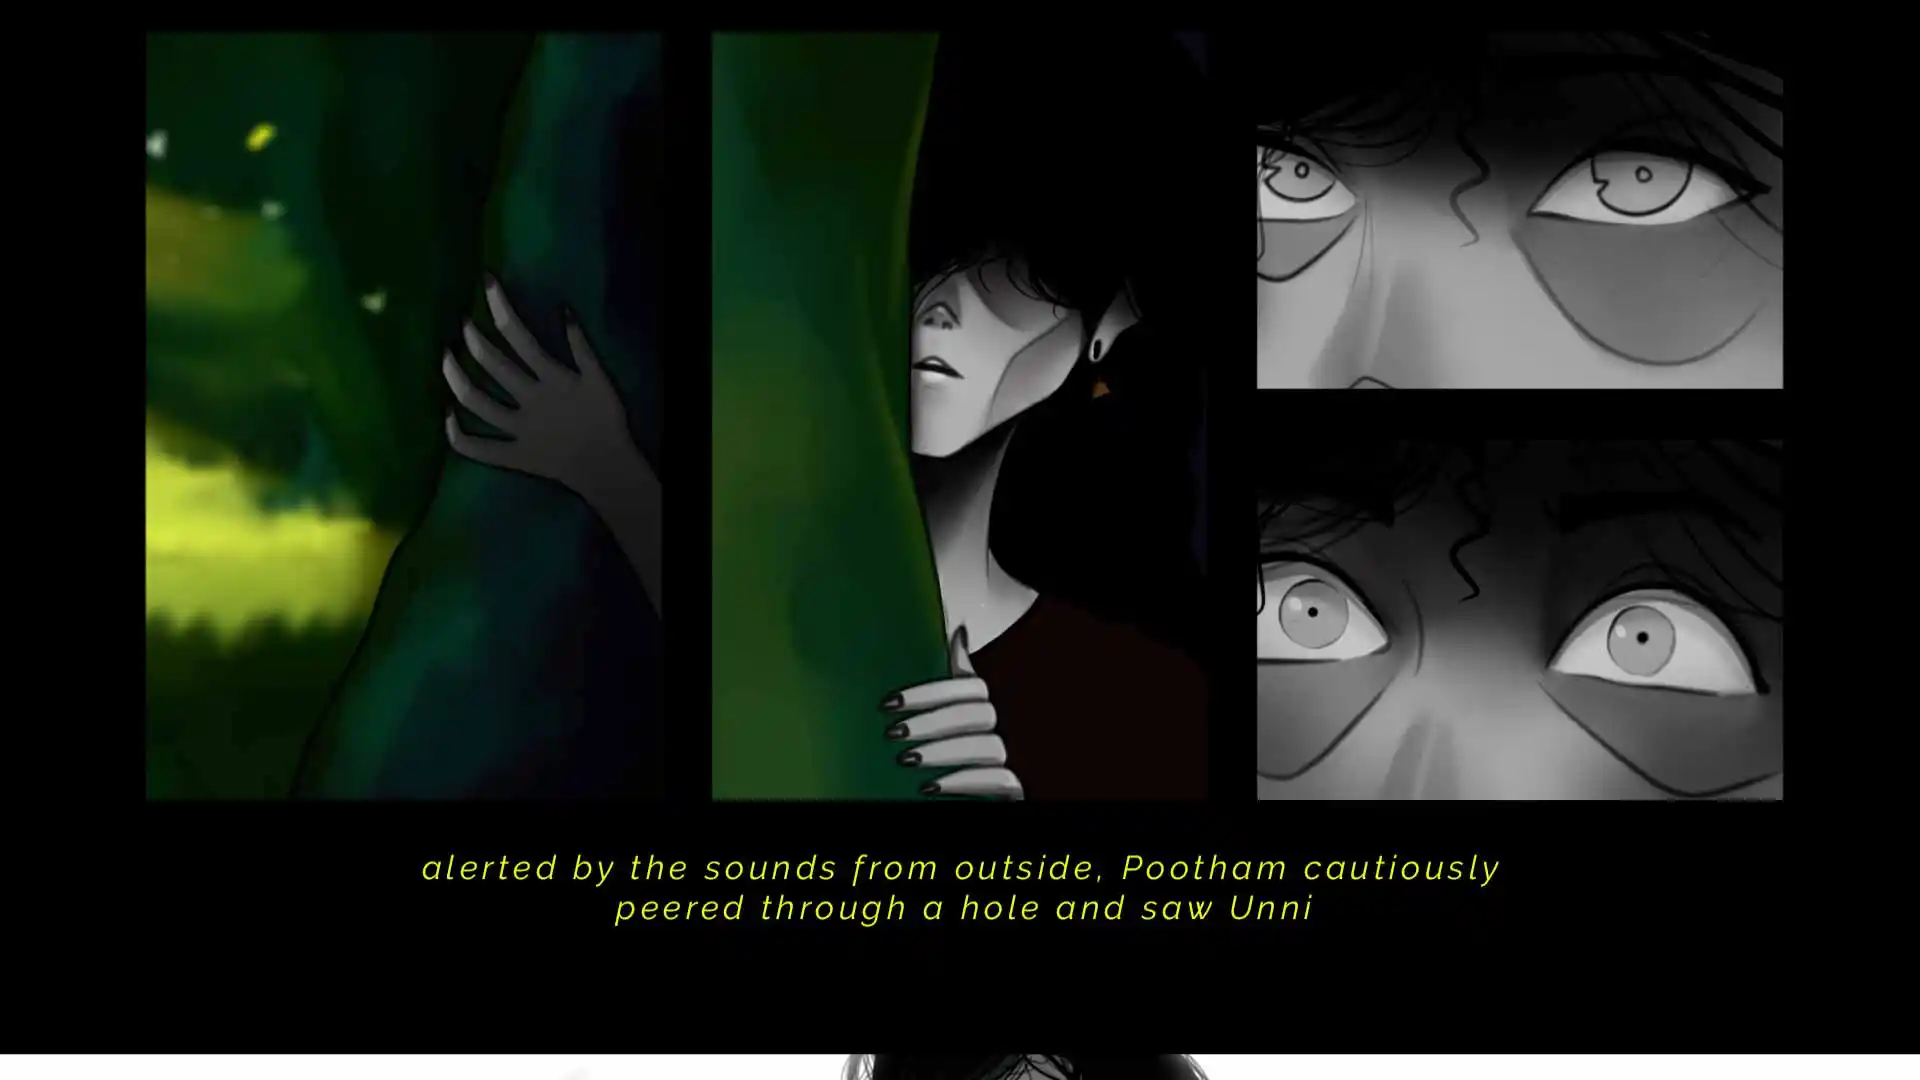 alerted by the sounds from outside, Pootham cautiously
peered through a hole and saw Unni